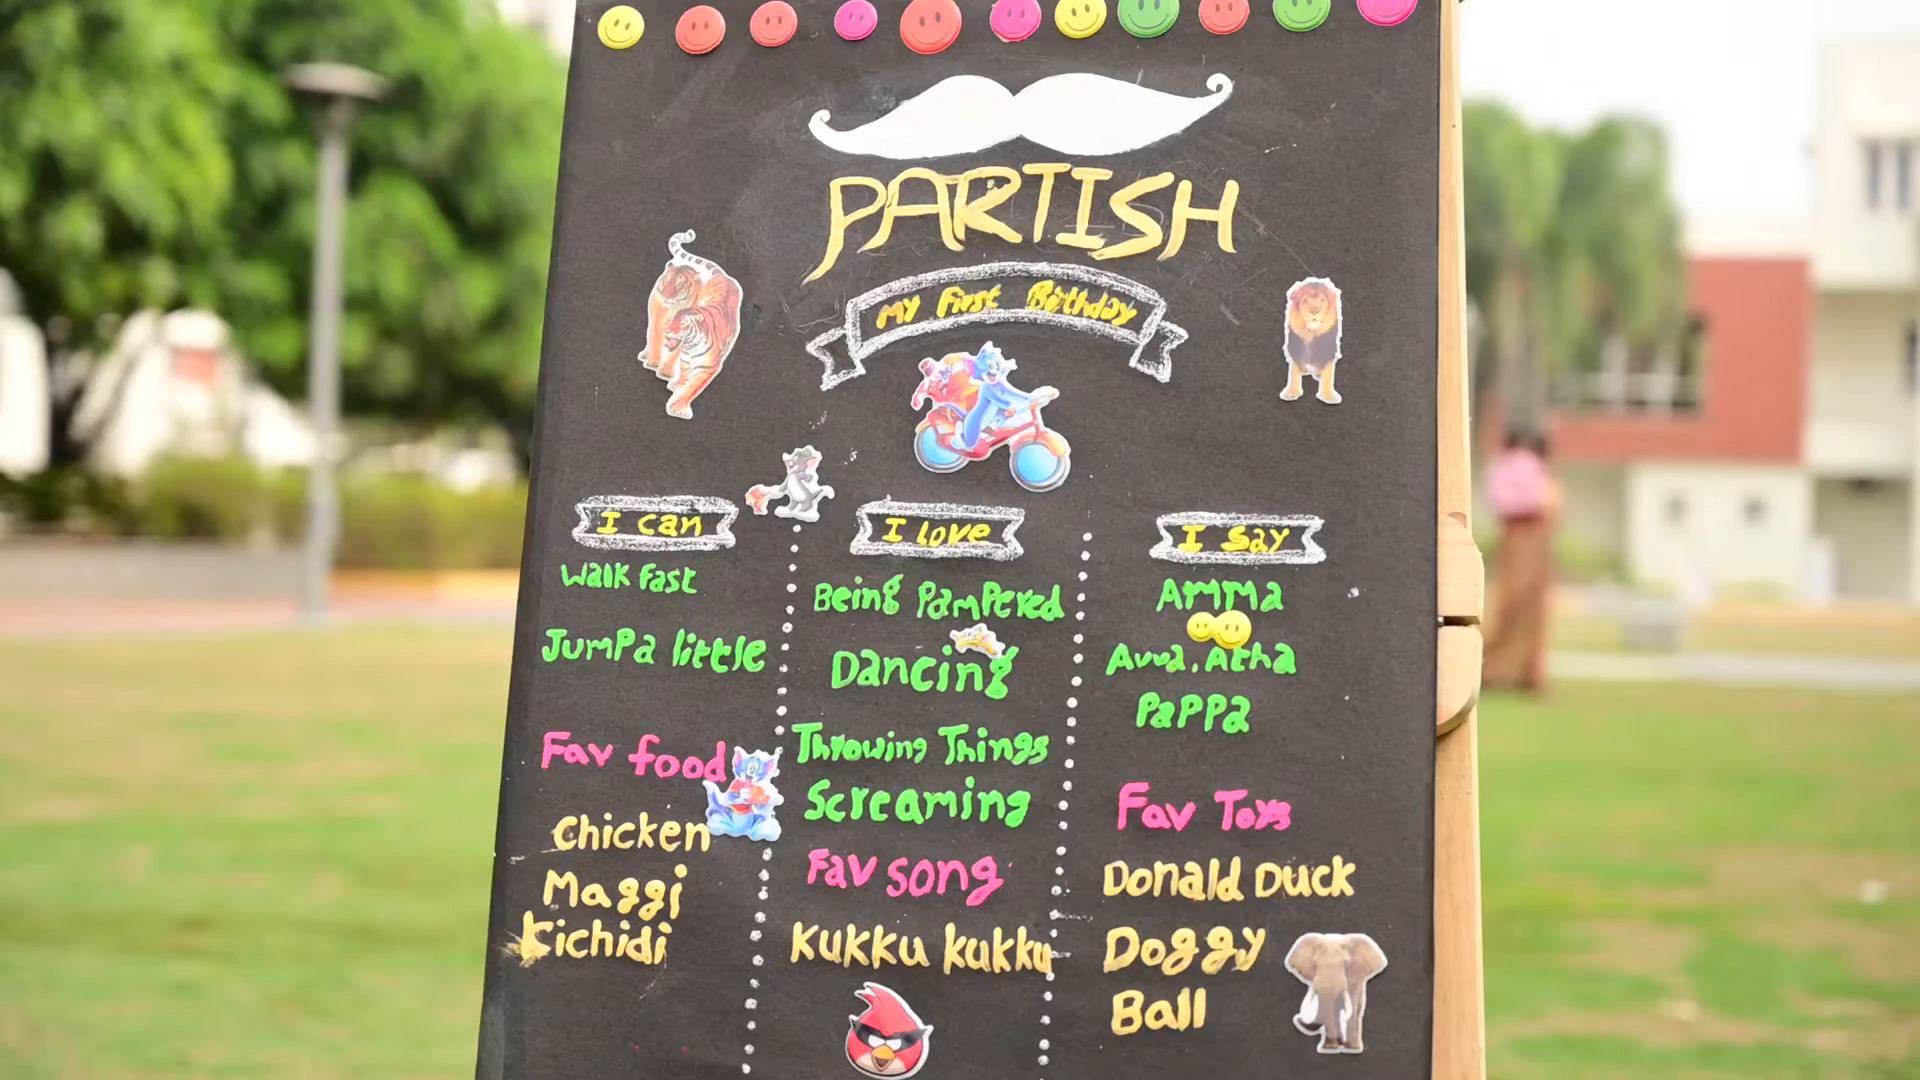 PARTISH
My First Birthday
I can
Walk Fast
Jump a little
Fav food
Chicken
Maggi
Kichidi
I love
Being Pampered
Dancing
Throwing Things
Screaming
Fav song
Kukku kukku
I Say
Amma
Avva, Atha
Pappa
Fav Toys
Donald Duck
Doggy
Ball